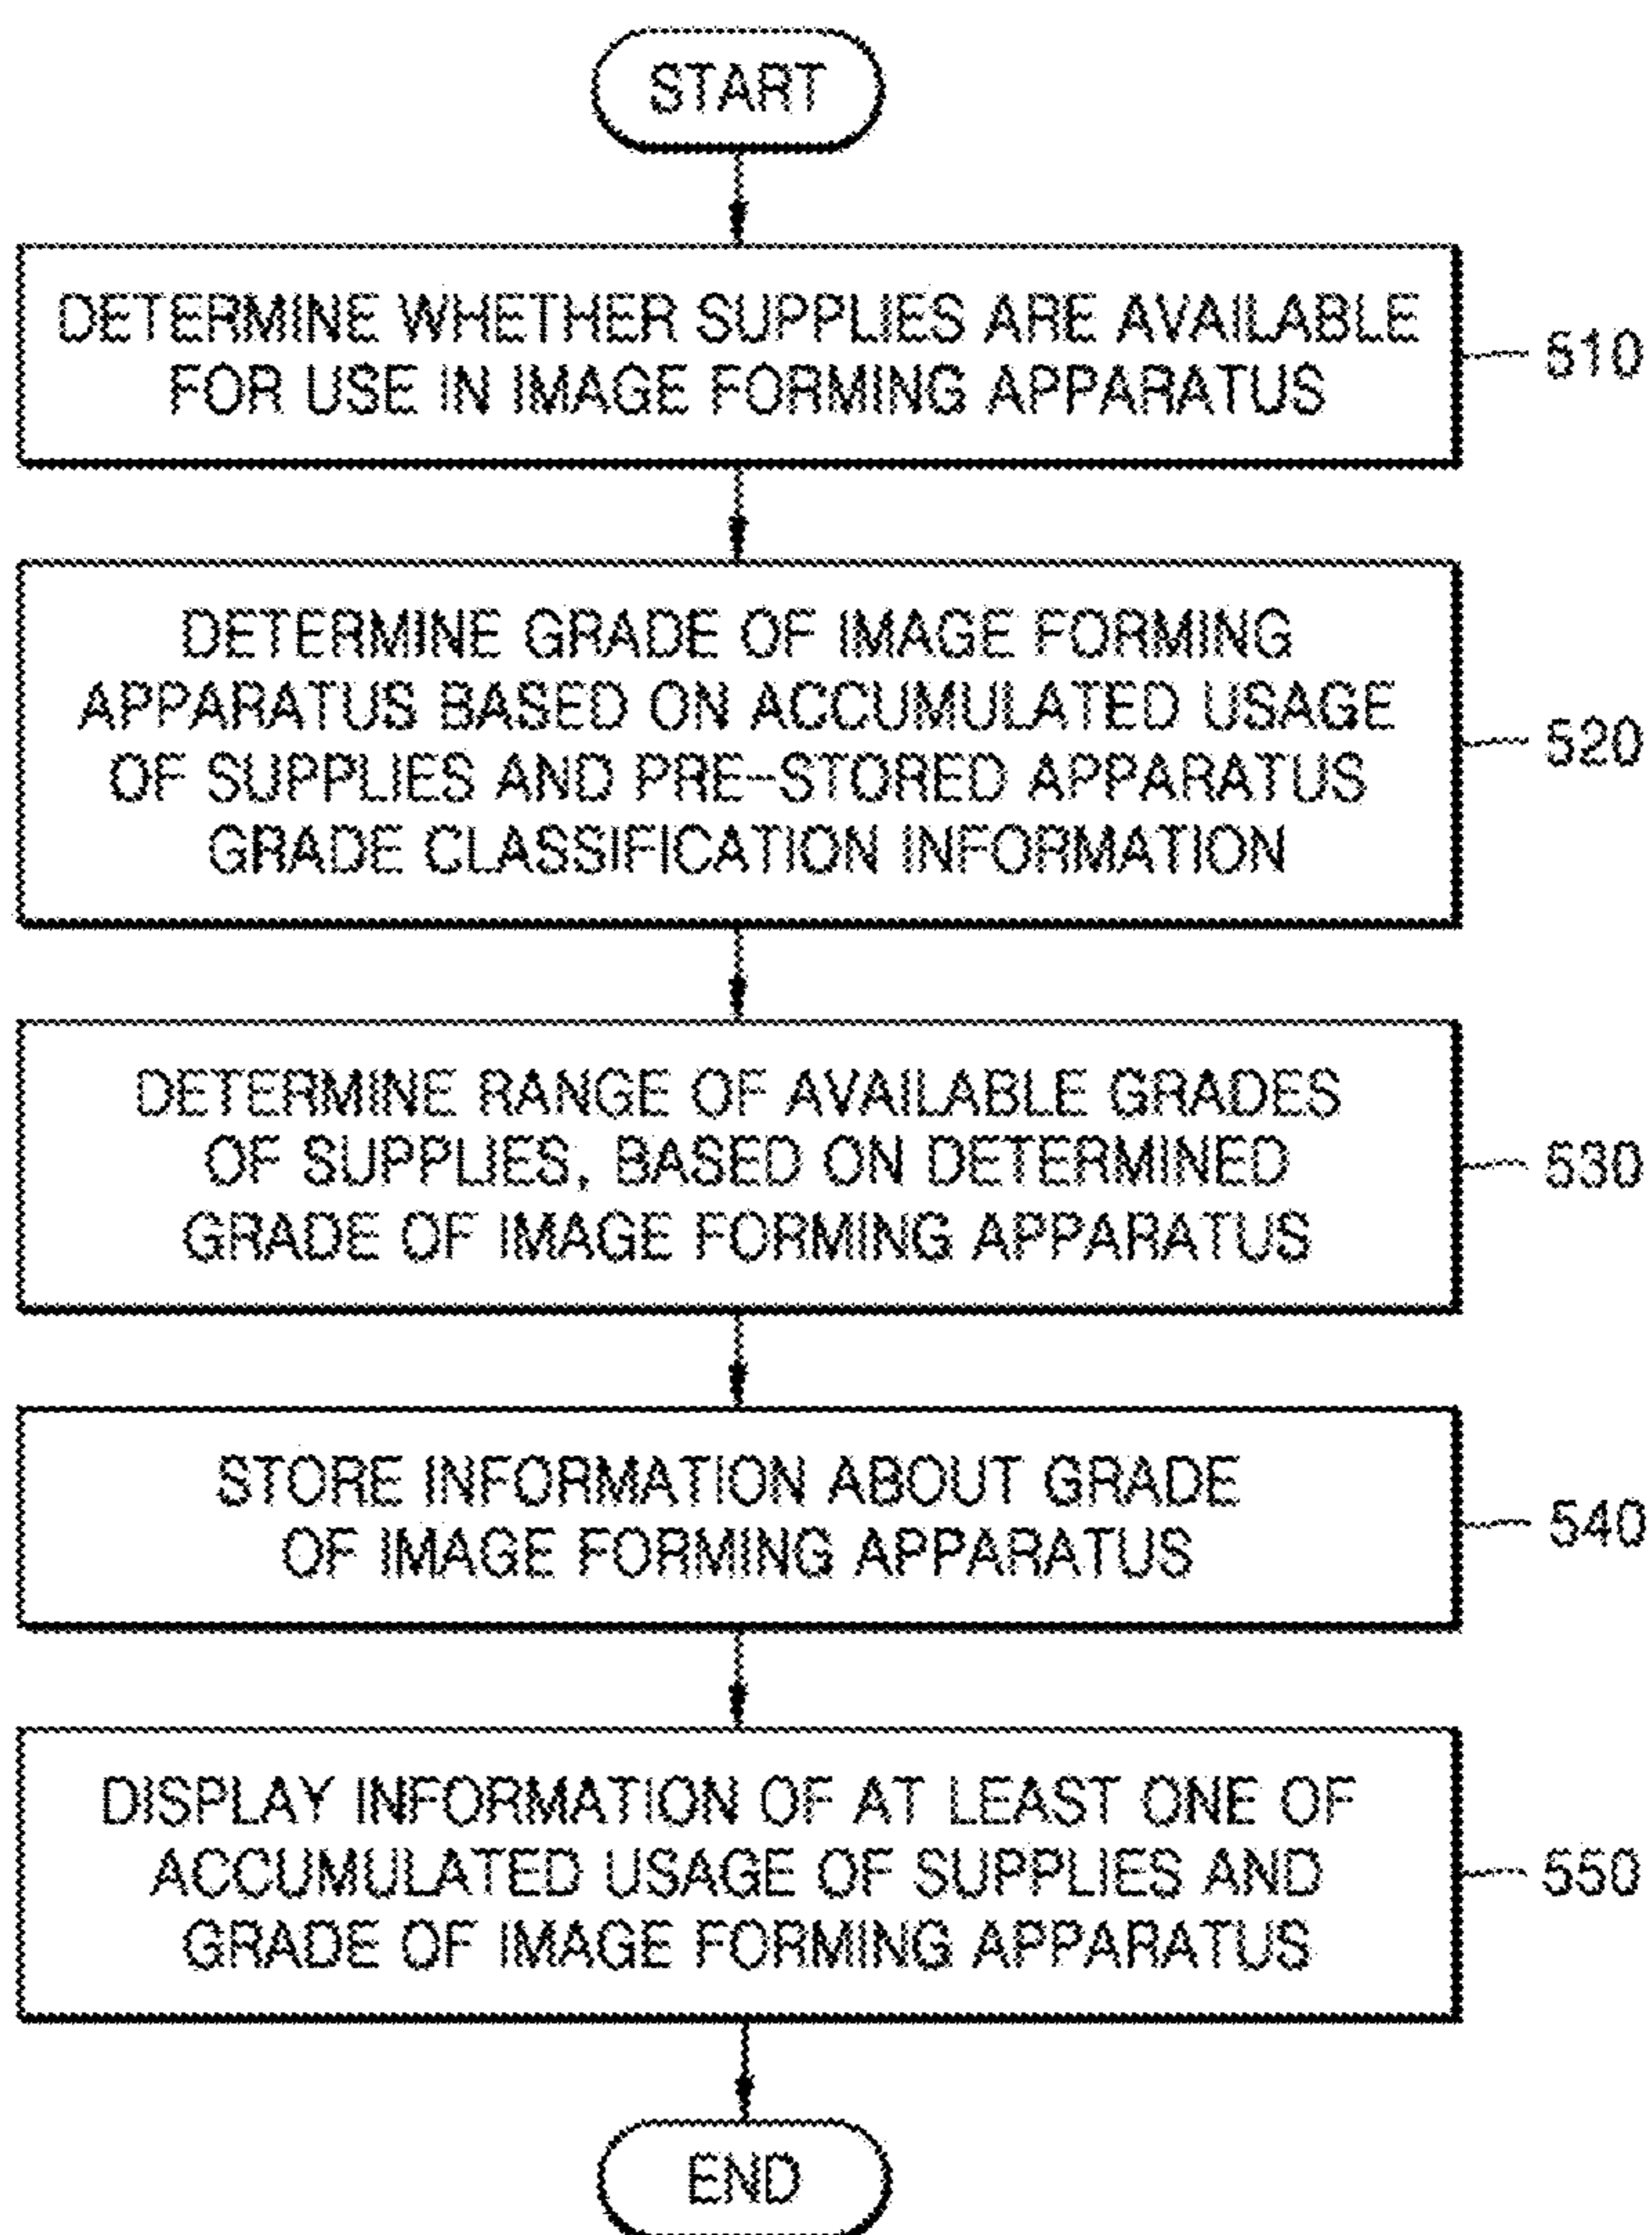 START
DETERMINE WHETHER SUPPLIES ARE AVAILABLE
FOR USE IN IMAGE FORMING APPARATUS
510
DETERMINE GRADE OF IMAGE FORMING
APPARATUS BASED ON ACCUMULATED USAGE
OF SUPPLIES AND PRE-STORED APPARATUS
GRADE CLASSIFICATION INFORMATION
520
DETERMINE RANGE OF AVAILABLE GRADES
OF SUPPLIES, BASED ON DETERMINED
GRADE OF IMAGE FORMING APPARATUS
530
STORE INFORMATION ABOUT GRADE
OF IMAGE FORMING APPARATUS
540
DISPLAY INFORMATION OF AT LEAST ONE OF
ACCUMULATED USAGE OF SUPPLIES AND
GRADE OF IMAGE FORMING APPARATUS
550
END